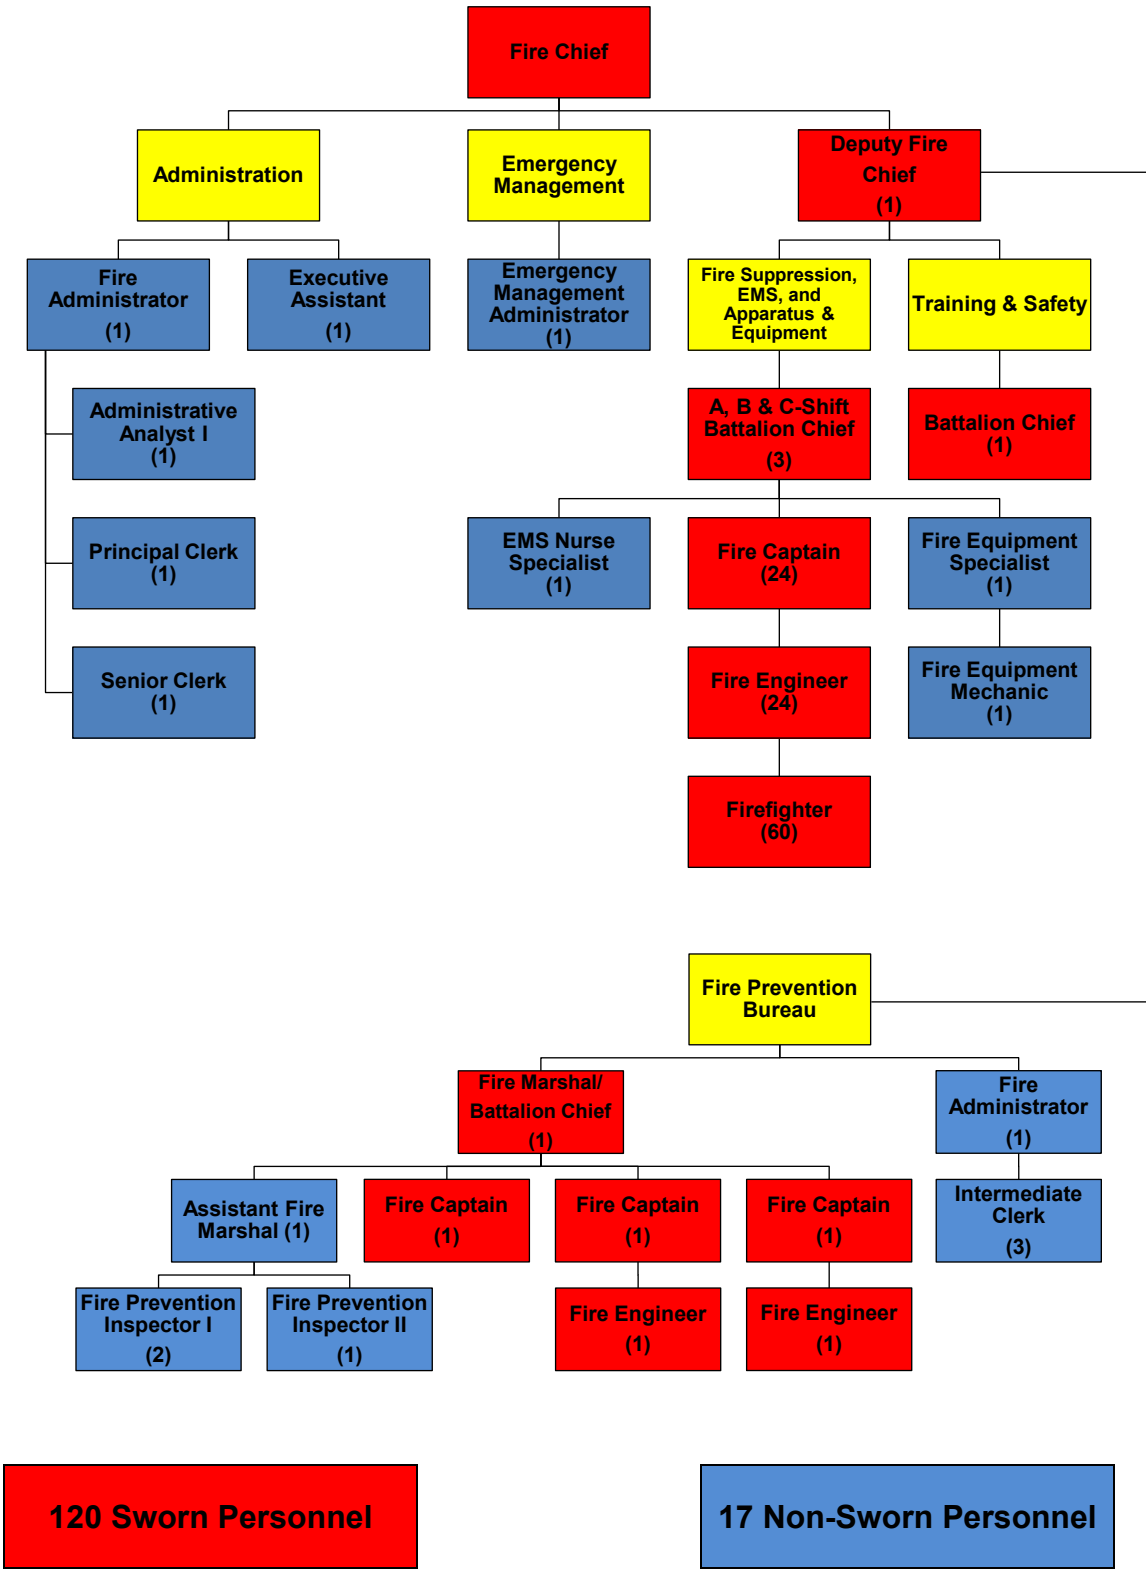 Fire Chief
Administration
Emergency
Management
Deputy Fire
Chief
(1)
Fire
Administrator
(1)
Executive
Assistant
(1)
Emergency
Management
Administrator
(1)
Fire Suppression,
EMS, and
Apparatus &
Equipment
Training & Safety
Administrative
Analyst I
(1)
A, B & C-Shift
Battalion Chief
(3)
Battalion Chief
(1)
Principal Clerk
(1)
EMS Nurse
Specialist
(1)
Fire Captain
(24)
Fire Equipment
Specialist
(1)
Senior Clerk
(1)
Fire Engineer
(24)
Fire Equipment
Mechanic
(1)
Firefighter
(60)
Fire Prevention
Bureau
Fire Marshal/
Battalion Chief
(1)
Fire
Administrator
(1)
Assistant Fire
Marshal (1)
Fire Captain
(1)
Fire Captain
(1)
Fire Captain
(1)
Intermediate
Clerk
(3)
Fire Prevention
Inspector I
(2)
Fire Prevention
Inspector II
(1)
Fire Engineer
(1)
Fire Engineer
(1)
120 Sworn Personnel
17 Non-Sworn Personnel